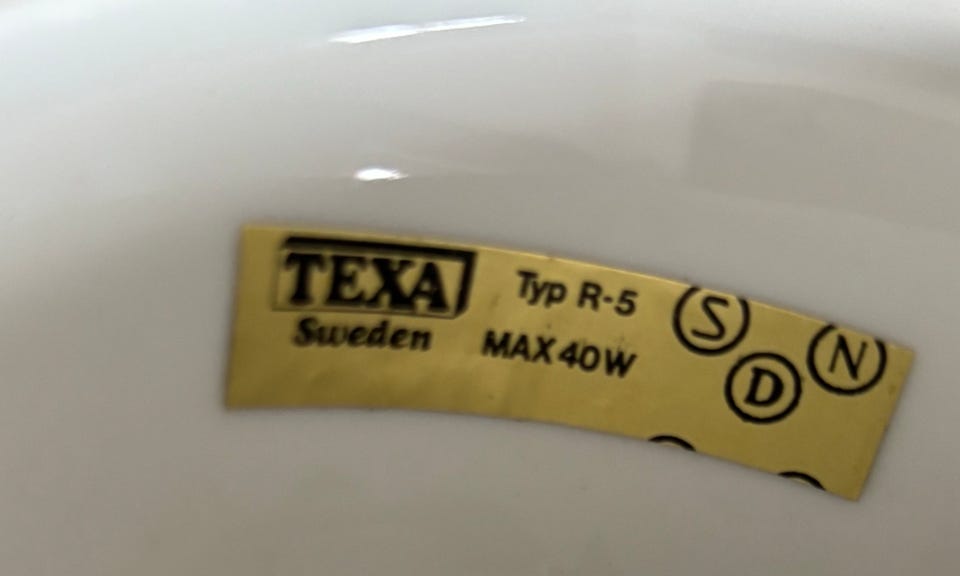 TEXA
Sweden
Typ R-5
MAX 40W
S
N
D